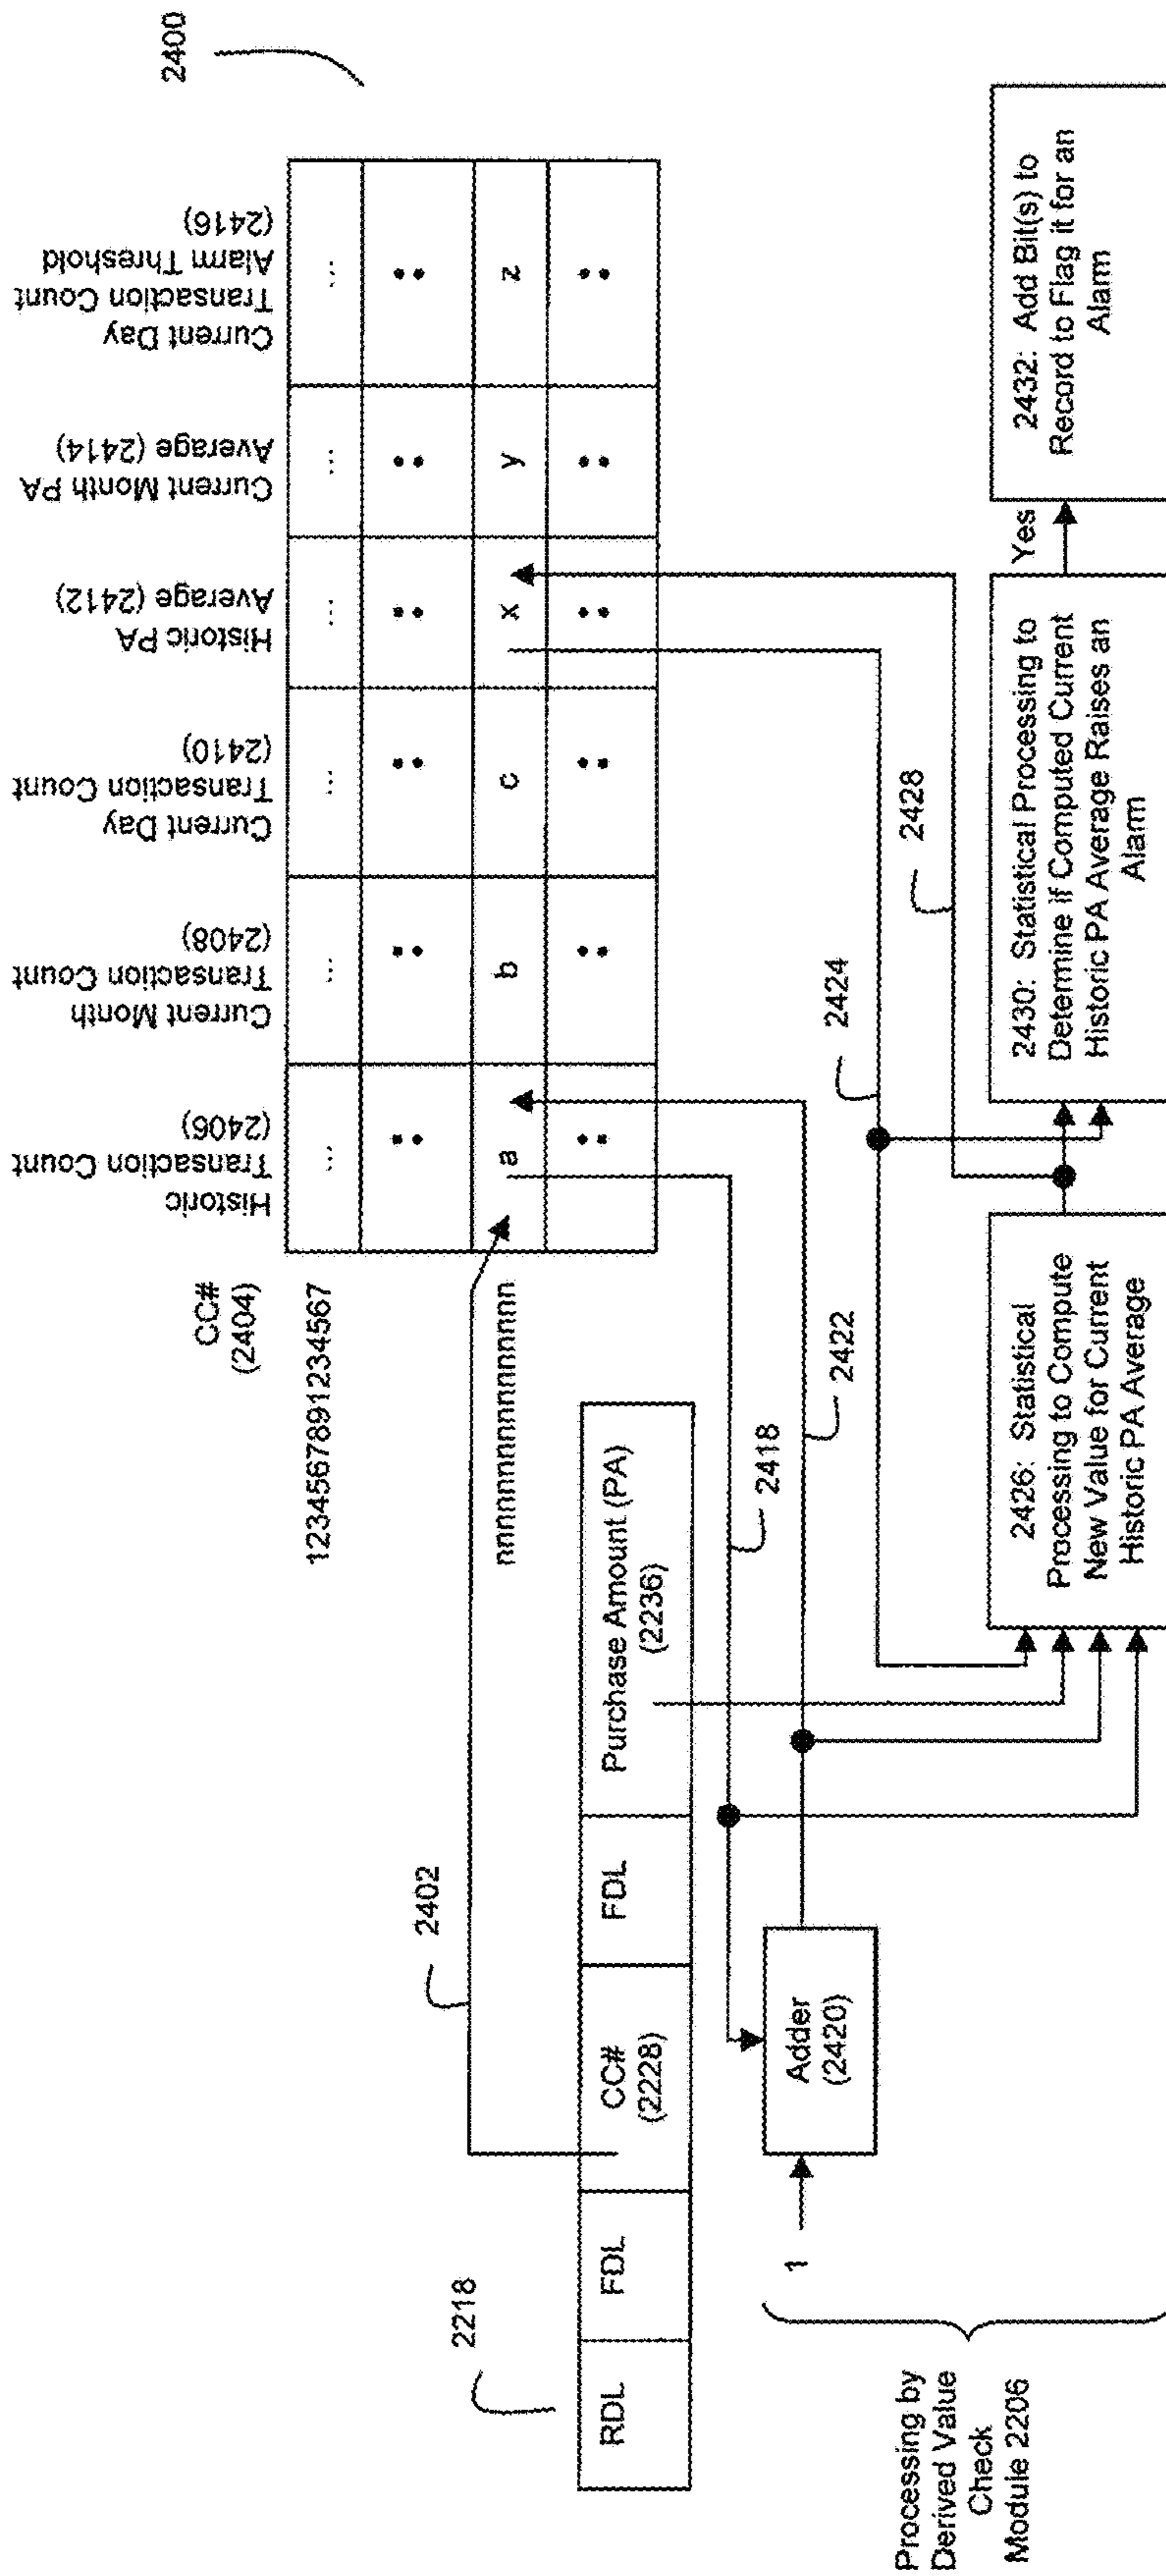 2400
Historic
Transaction Count
(2406)
Current Month
Transaction Count
(2408)
Current Day
Transaction Count
(2410)
Historic PA
Average (2412)
Current Month PA
Average (2414)
Current Day
Transaction Count
Alarm Threshold
(2416)
CC#
(2404)
1234567891234567
... ... ... ... ... ...
nnnnnnnnnnnnnnnn
a b c x y z
2402
2218
RDL
FDL
CC#
(2228)
FDL
Purchase Amount (PA)
(2236)
2418
2422
2424
2428
1
Adder
(2420)
Processing by
Derived Value
Check
Module 2206
2426: Statistical
Processing to Compute
New Value for Current
Historic PA Average
2430: Statistical Processing to
Determine if Computed Current
Historic PA Average Raises an
Alarm
Yes
2432: Add Bit(s) to
Record to Flag it for an
Alarm